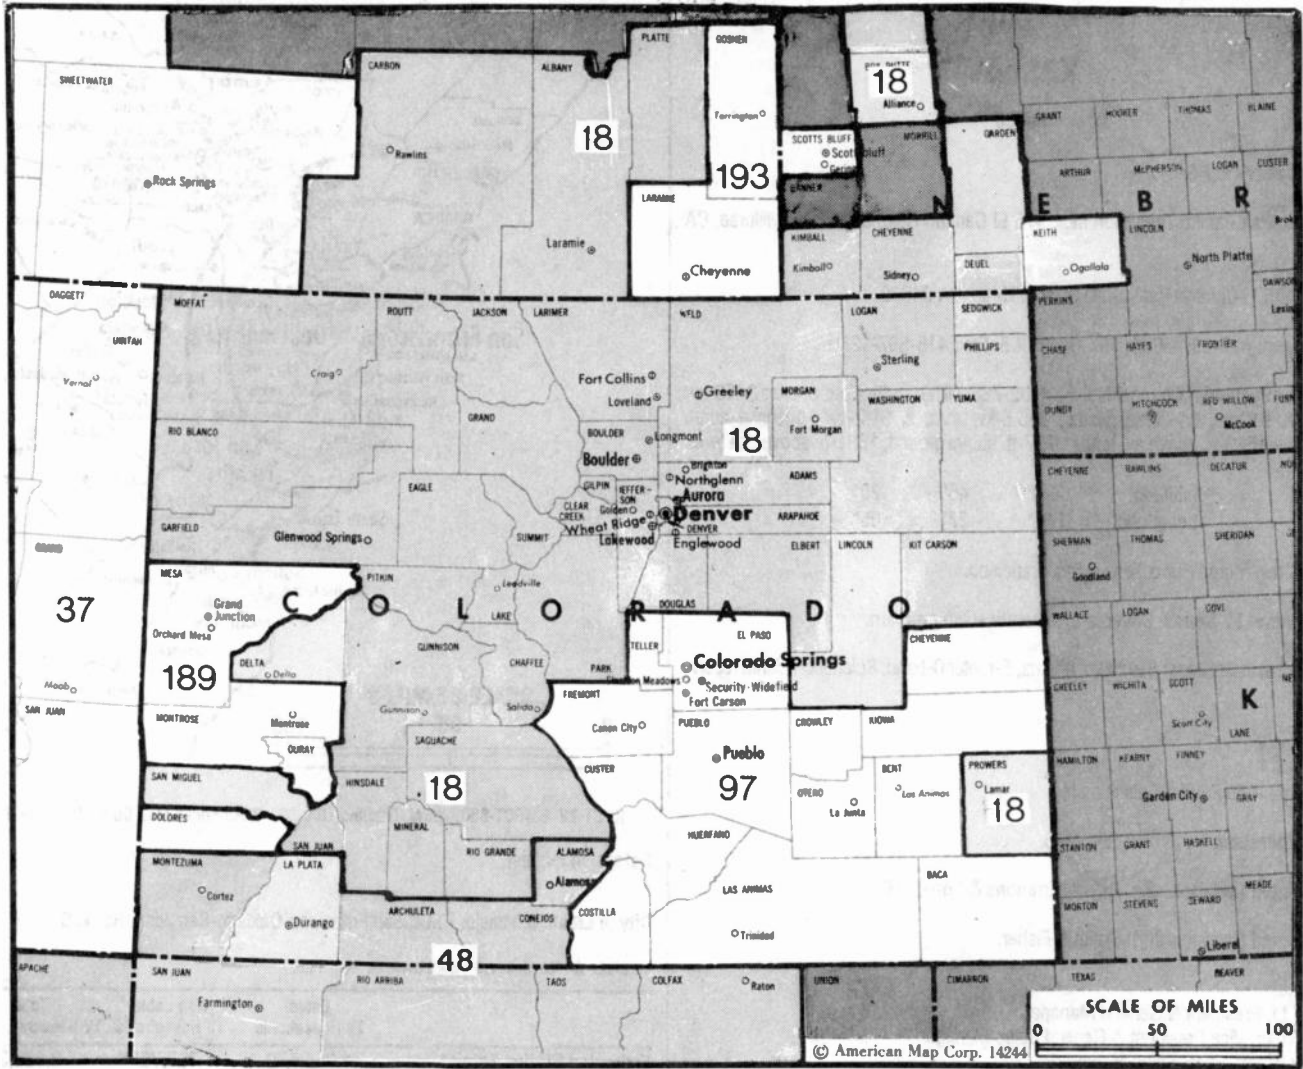 PLATTE
GOSHEN
SWEETWATER
CARBON
ALBANY
18
Alliance
GRANT
HOOKER
THOMAS
BLAINE
Torrington
18
SCOTTS BLUFF
MORRILL
GARDEN
Rawlins
Scottsbluff
Rock Springs
193
ARTHUR
McPHERSON
LOGAN
CUSTER
BANNER
LARAMIE
N E B R
KIMBALL
CHEYENNE
KEITH
LINCOLN
Laramie
Cheyenne
Kimball
Sidney
DEUEL
Ogallala
North Platte
DAGGETT
MOFFAT
ROUTT
JACKSON
LARIMER
WELD
LOGAN
SEDGWICK
PERKINS
UINTAH
PHILLIPS
CHASE
HAYES
FRONTIER
Vernal
Craig
Fort Collins
Sterling
Loveland
Greeley
MORGAN
WASHINGTON
YUMA
DUNDY
HITCHCOCK
RED WILLOW
McCook
GRAND
Fort Morgan
RIO BLANCO
BOULDER
Longmont
18
Boulder
Brighton
ADAMS
CHEYENNE
RAWLINS
DECATUR
EAGLE
GILPIN
JEFFER-
SON
Northglenn
Aurora
CLEAR
CREEK
Golden
Denver
ARAPAHOE
GARFIELD
Wheat Ridge
DENVER
Glenwood Springs
SUMMIT
Lakewood
Englewood
ELBERT
LINCOLN
KIT CARSON
SHERMAN
THOMAS
SHERIDAN
GRAND
Goodland
MESA
PITKIN
Leadville
C O L O R A D O
DOUGLAS
37
Grand
Junction
LAKE
WALLACE
LOGAN
GOVE
Orchard Mesa
EL PASO
CHEYENNE
TELLER
GUNNISON
DELTA
CHAFFEE
PARK
Colorado Springs
189
Delta
Security-Widefield
Fort Carson
GREELEY
WICHITA
SCOTT
Moab
FREMONT
K
SAN JUAN
MONTROSE
Montrose
Gunnison
Salida
Canon City
PUEBLO
CROWLEY
KIOWA
Scott City
LANE
OURAY
SAGUACHE
Pueblo
HAMILTON
KEARNY
FINNEY
SAN MIGUEL
HINSDALE
18
CUSTER
97
OTERO
BENT
PROWERS
La Junta
Las Animas
Lamar
Garden City
GRAY
DOLORES
18
MINERAL
HUERFANO
SAN JUAN
RIO GRANDE
ALAMOSA
STANTON
GRANT
HASKELL
MONTEZUMA
LA PLATA
Cortez
Alamosa
LAS ANIMAS
BACA
MEADE
ARCHULETA
CONEJOS
COSTILLA
MORTON
STEVENS
SEWARD
Durango
Trinidad
48
Liberal
APACHE
SAN JUAN
RIO ARRIBA
TAOS
COLFAX
Raton
UNION
CIMARRON
TEXAS
BEAVER
Farmington
SCALE OF MILES
0 50 100
© American Map Corp. 14244